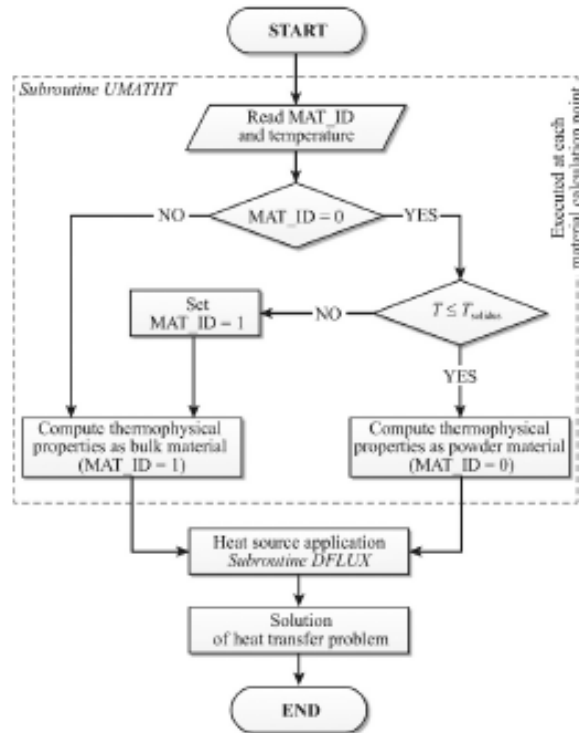 START
Subroutine UMATHT
Read MAT_ID
and temperature
Executed at each
material calculation point
NO
MAT_ID = 0
YES
Set
MAT_ID = 1
NO
T ≤ Tsolidus
YES
Compute thermophysical
properties as bulk material
(MAT_ID = 1)
Compute thermophysical
properties as powder material
(MAT_ID = 0)
Heat source application
Subroutine DFLUX
Solution
of heat transfer problem
END